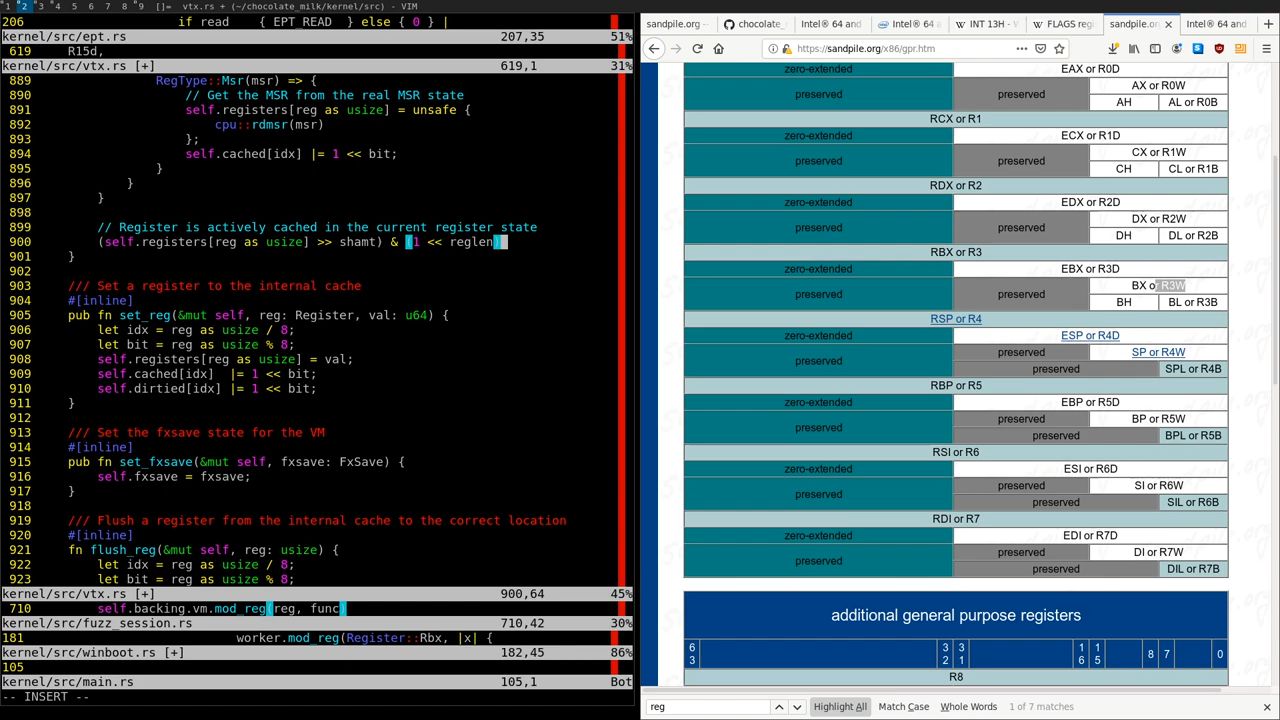 1 2 3 4 5 6 7 8 9 []= vtx.rs + (~/chocolate_milk/kernel/src) - VIM
206 if read { EPT_READ } else { 0 } |
kernel/src/ept.rs 207,35 51%
619 R15d,
kernel/src/vtx.rs [+] 619,1 31%
889 RegType::Msr(msr) => {
890 // Get the MSR from the real MSR state
891 self.registers[reg as usize] = unsafe {
892 cpu::rdmsr(msr)
893 };
894 self.cached[idx] |= 1 << bit;
895 }
896 }
897 }
898
899 // Register is actively cached in the current register state
900 (self.registers[reg as usize] >> shamt) & (1 << reglen)
901 }
902
903 /// Set a register to the internal cache
904 #[inline]
905 pub fn set_reg(&mut self, reg: Register, val: u64) {
906 let idx = reg as usize / 8;
907 let bit = reg as usize % 8;
908 self.registers[reg as usize] = val;
909 self.cached[idx] |= 1 << bit;
910 self.dirtied[idx] |= 1 << bit;
911 }
912
913 /// Set the fxsave state for the VM
914 #[inline]
915 pub fn set_fxsave(&mut self, fxsave: FxSave) {
916 self.fxsave = fxsave;
917 }
918
919 /// Flush a register from the internal cache to the correct location
920 #[inline]
921 fn flush_reg(&mut self, reg: usize) {
922 let idx = reg as usize / 8;
923 let bit = reg as usize % 8;
kernel/src/vtx.rs [+] 900,64 45%
710 self.backing.vm.mod_reg(reg, func)
kernel/src/fuzz_session.rs 710,42 30%
181 worker.mod_reg(Register::Rbx, |x| {
kernel/src/winboot.rs [+] 182,45 86%
105
kernel/src/main.rs 105,1 Bot
-- INSERT --
sandpile.org -- chocolate_ Intel® 64 a Intel® 64 a INT 13H - W FLAGS reg sandpile.or Intel® 64 and
https://sandpile.org/x86/gpr.htm
zero-extended EAX or R0D
preserved preserved AX or R0W
AH AL or R0B
RCX or R1
zero-extended ECX or R1D
preserved preserved CX or R1W
CH CL or R1B
RDX or R2
zero-extended EDX or R2D
preserved preserved DX or R2W
DH DL or R2B
RBX or R3
zero-extended EBX or R3D
preserved preserved BX or R3W
BH BL or R3B
RSP or R4
zero-extended ESP or R4D
preserved preserved SP or R4W
preserved SPL or R4B
RBP or R5
zero-extended EBP or R5D
preserved preserved BP or R5W
preserved BPL or R5B
RSI or R6
zero-extended ESI or R6D
preserved preserved SI or R6W
preserved SIL or R6B
RDI or R7
zero-extended EDI or R7D
preserved preserved DI or R7W
preserved DIL or R7B
additional general purpose registers
63 32 31 16 15 8 7 0
R8
reg Highlight All Match Case Whole Words 1 of 7 matches